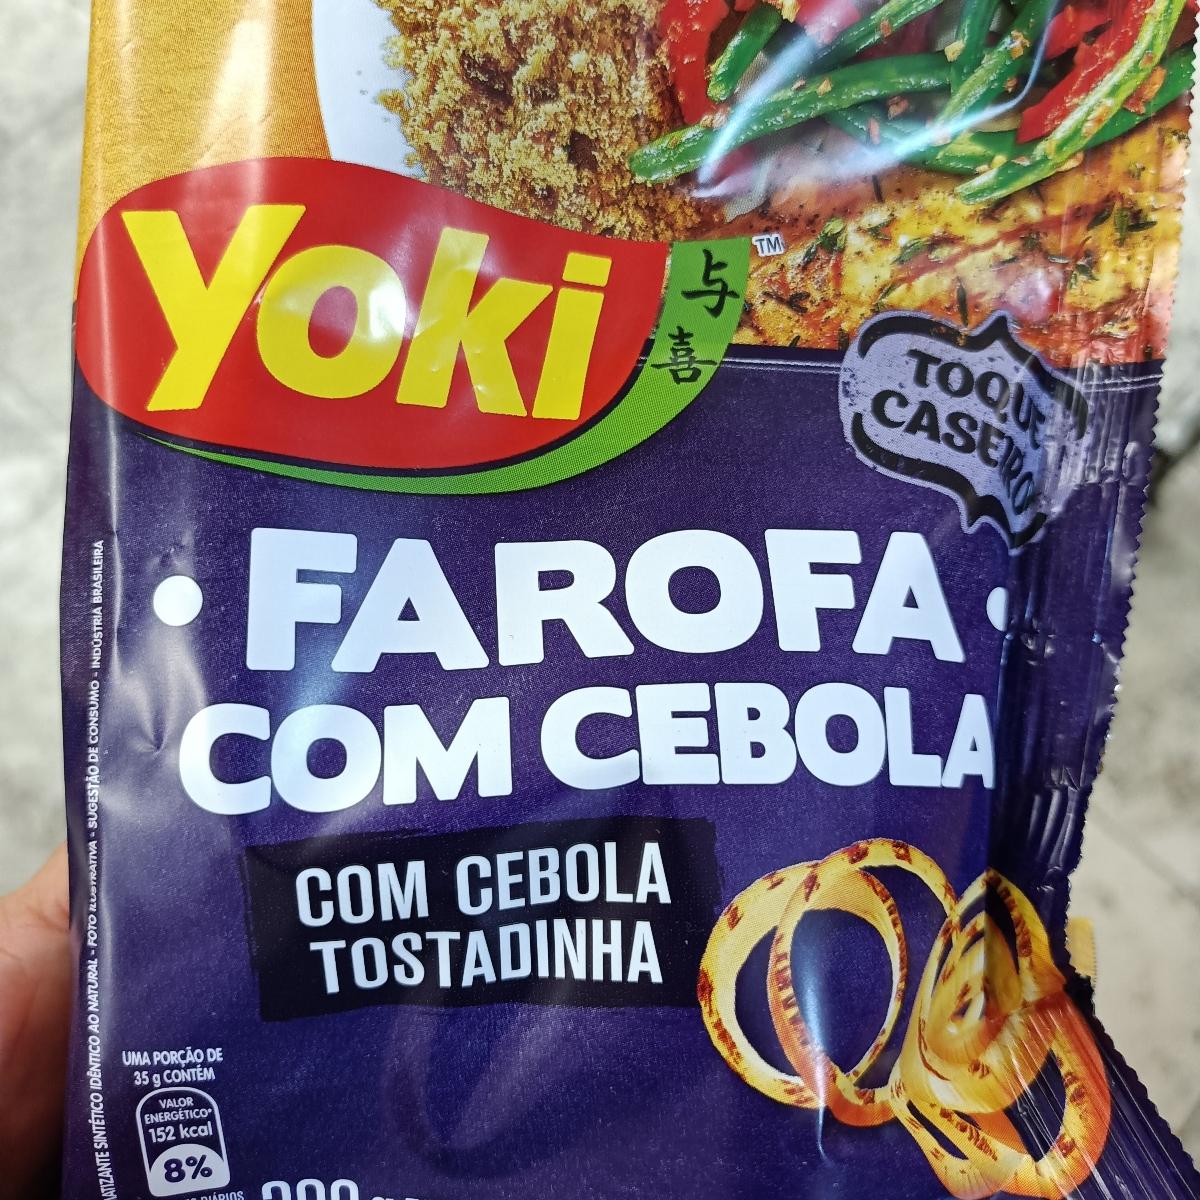 Yoki
TM
与
喜
TOQUE
CASEIRO
FAROFA
COM CEBOLA
COM CEBOLA
TOSTADINHA
SINTÉTICO IDÊNTICO AO NATURAL - FOTO ILUSTRATIVA - SUGESTÃO DE CONSUMO - INDÚSTRIA BRASILEIRA
UMA PORÇÃO DE
35 g CONTÉM
VALOR
ENERGÉTICO*
152 kcal
8%
DIÁRIOS